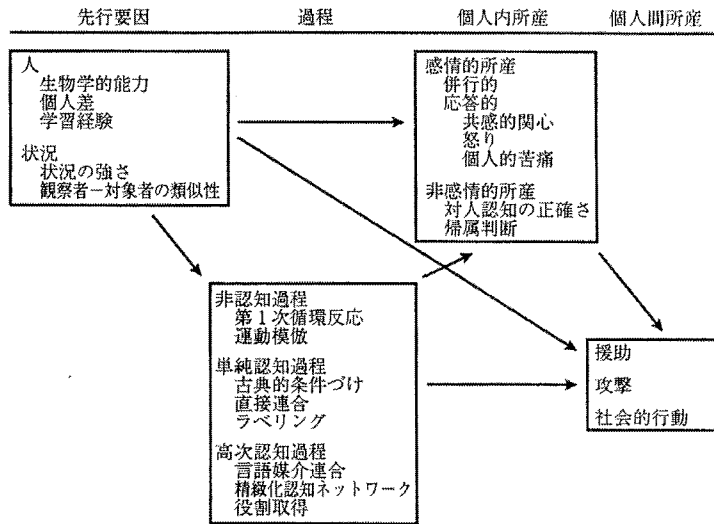 先行要因 過程 個人内所産 個人間所産
人
生物学的能力
個人差
学習経験
状況
状況の強さ
観察者－対象者の類似性
感情的所産
併行的
応答的
共感的関心
怒り
個人的苦痛
非感情的所産
対人認知の正確さ
帰属判断
非認知過程
第1次循環反応
運動模倣
単純認知過程
古典的条件づけ
直接連合
ラベリング
高次認知過程
言語媒介連合
精緻化認知ネットワーク
役割取得
援助
攻撃
社会的行動